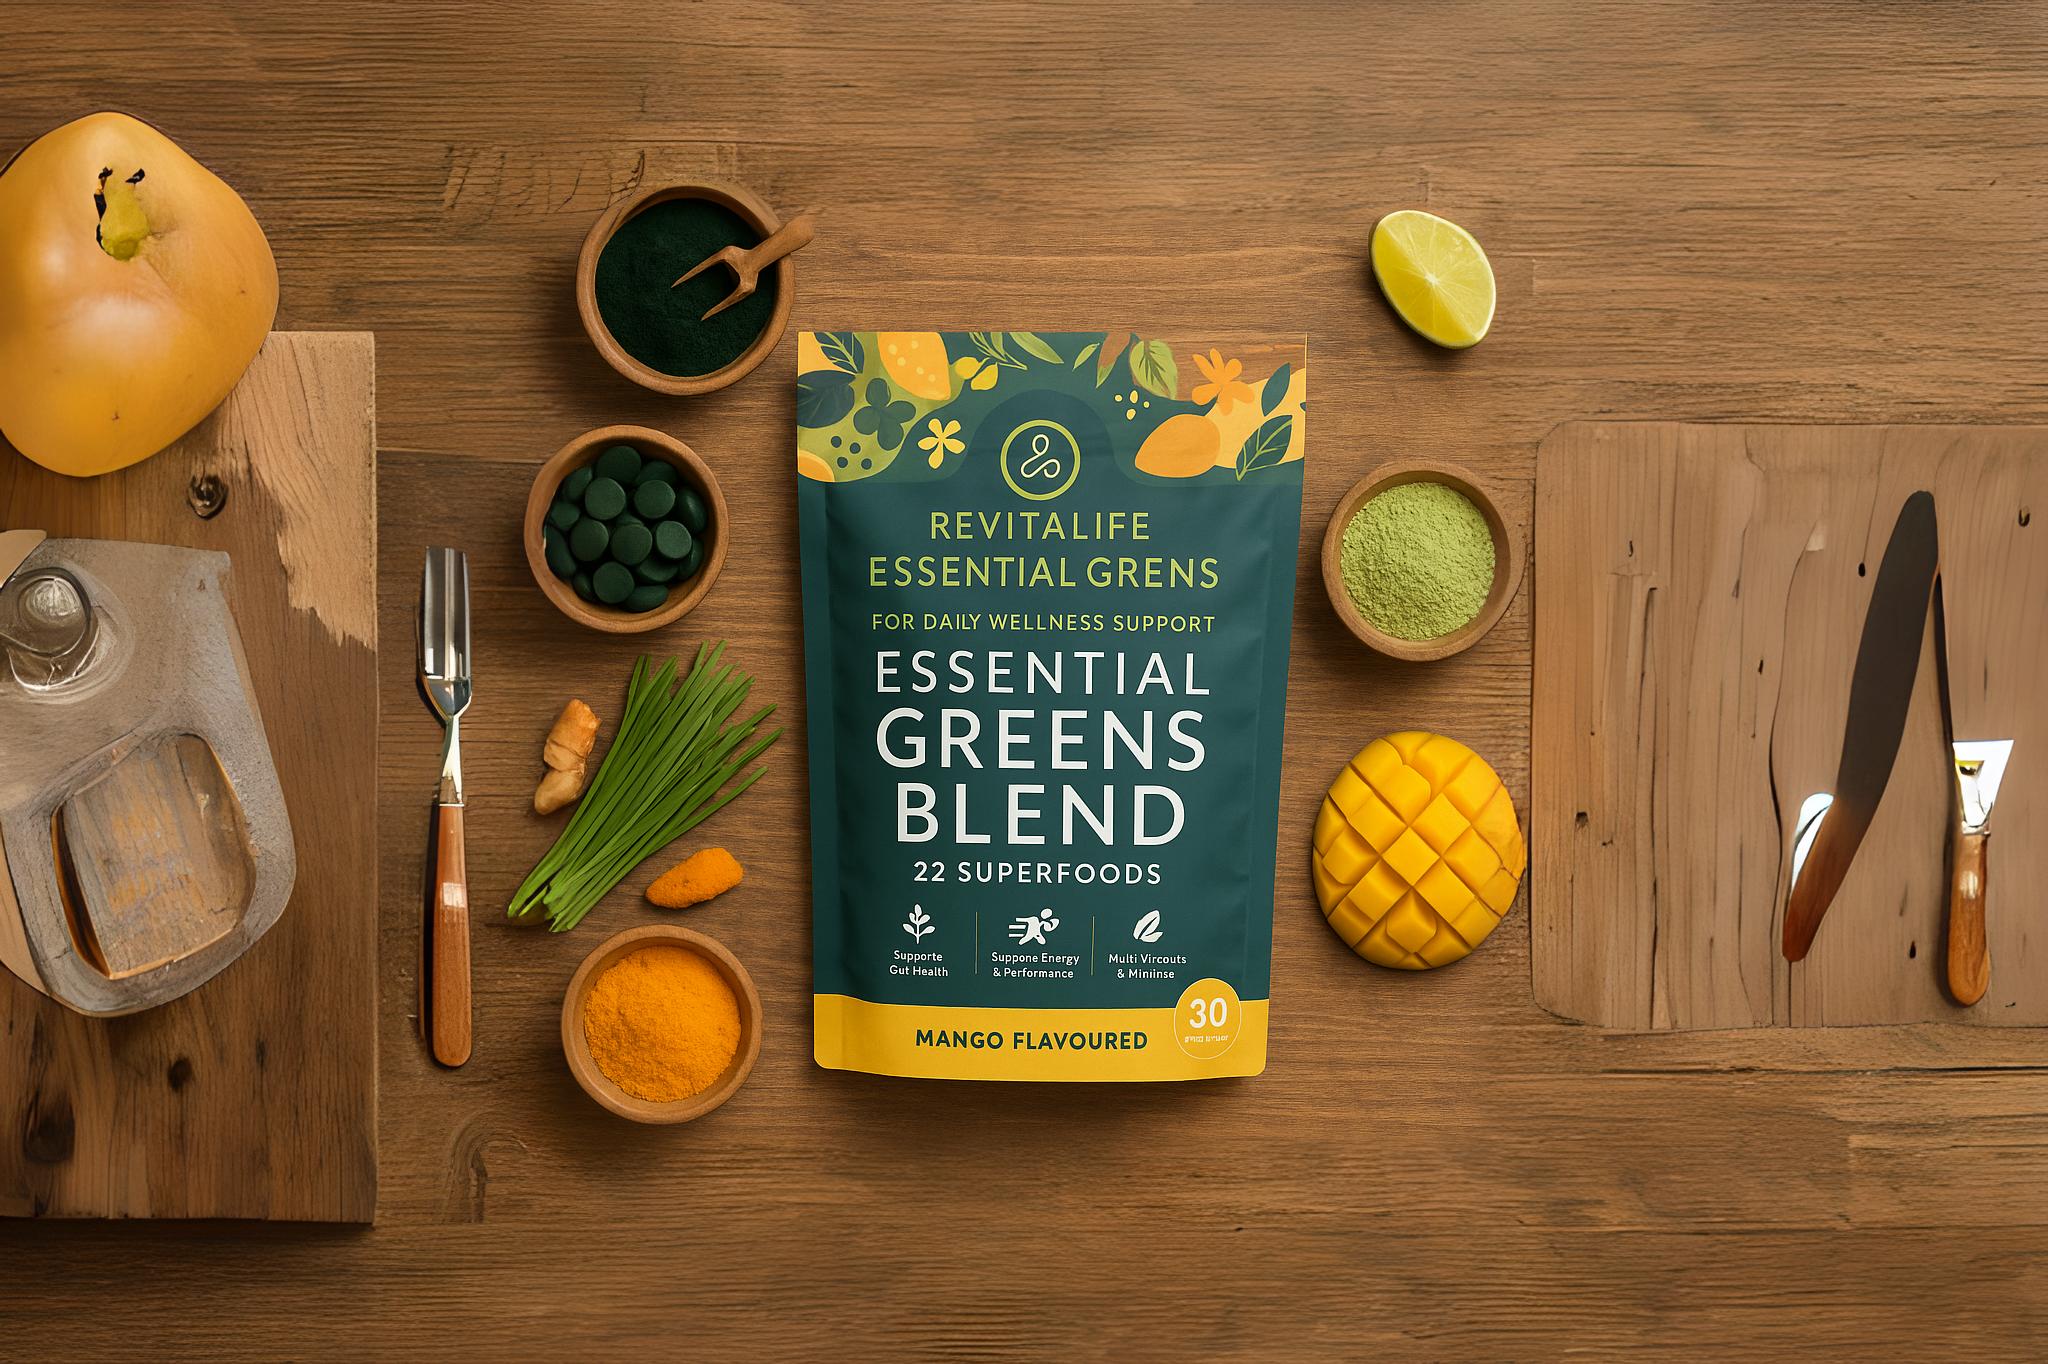 REVITALIFE
ESSENTIAL GRENS
FOR DAILY WELLNESS SUPPORT
ESSENTIAL
GREENS
BLEND
22 SUPERFOODS
Supporte
Gut Health
Suppone Energy
& Performance
Multi Vircouts
& Mininse
MANGO FLAVOURED
30